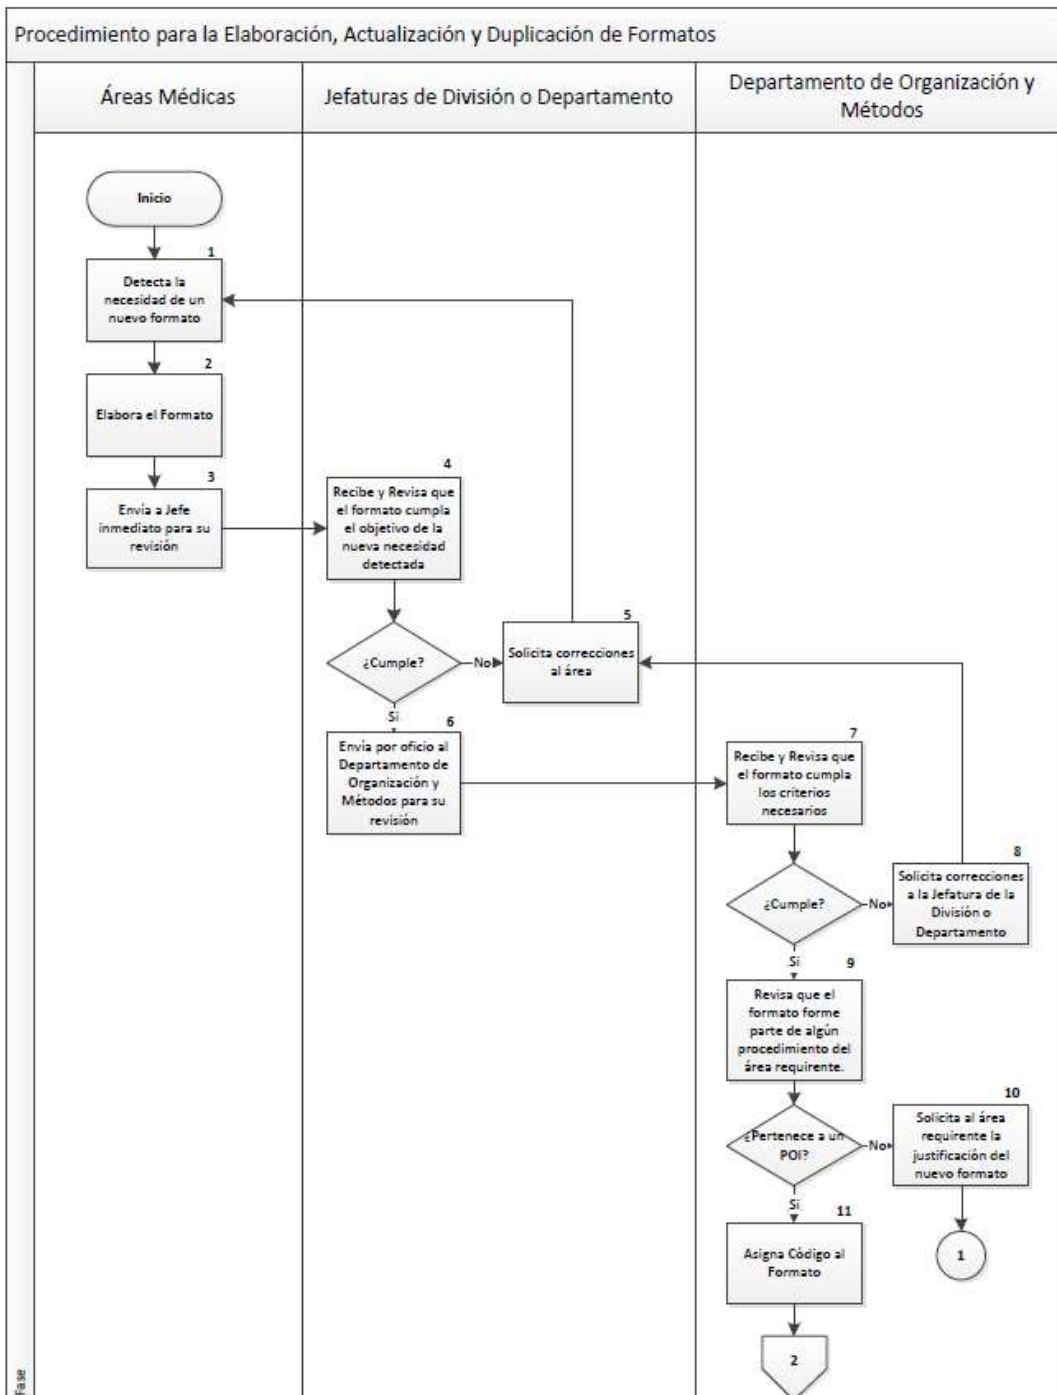 Procedimiento para la Elaboración, Actualización y Duplicación de Formatos
Áreas Médicas
Jefaturas de División o Departamento
Departamento de Organización y
Métodos
Inicio
1
Detecta la
necesidad de un
nuevo formato
2
Elabora el Formato
3
Envía a Jefe
inmediato para su
revisión
4
Recibe y Revisa que
el formato cumpla
el objetivo de la
nueva necesidad
detectada
¿Cumple?
No
5
Solicita correcciones
al área
Sí
6
Envía por oficio al
Departamento de
Organización y
Métodos para su
revisión
7
Recibe y Revisa que
el formato cumpla
los criterios
necesarios
¿Cumple?
No
8
Solicita correcciones
a la Jefatura de la
División o
Departamento
Sí
9
Revisa que el
formato forme
parte de algún
procedimiento del
área requirente.
¿Pertenece a un
POI?
No
10
Solicita al área
requirente la
justificación del
nuevo formato
1
Sí
11
Asigna Código al
Formato
2
Fase